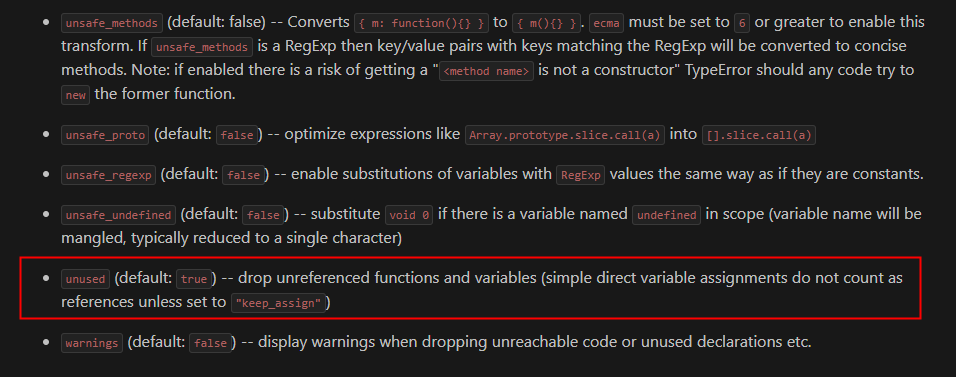 • unsafe_methods (default: false) -- Converts { m: function(){} } to { m(){} }. ecma must be set to 6 or greater to enable this
transform. If unsafe_methods is a RegExp then key/value pairs with keys matching the RegExp will be converted to concise
methods. Note: if enabled there is a risk of getting a "<method name> is not a constructor" TypeError should any code try to
new the former function.
• unsafe_proto (default: false) -- optimize expressions like Array.prototype.slice.call(a) into [].slice.call(a)
• unsafe_regexp (default: false) -- enable substitutions of variables with RegExp values the same way as if they are constants.
• unsafe_undefined (default: false) -- substitute void 0 if there is a variable named undefined in scope (variable name will be
mangled, typically reduced to a single character)
• unused (default: true) -- drop unreferenced functions and variables (simple direct variable assignments do not count as
references unless set to "keep_assign")
• warnings (default: false) -- display warnings when dropping unreachable code or unused declarations etc.